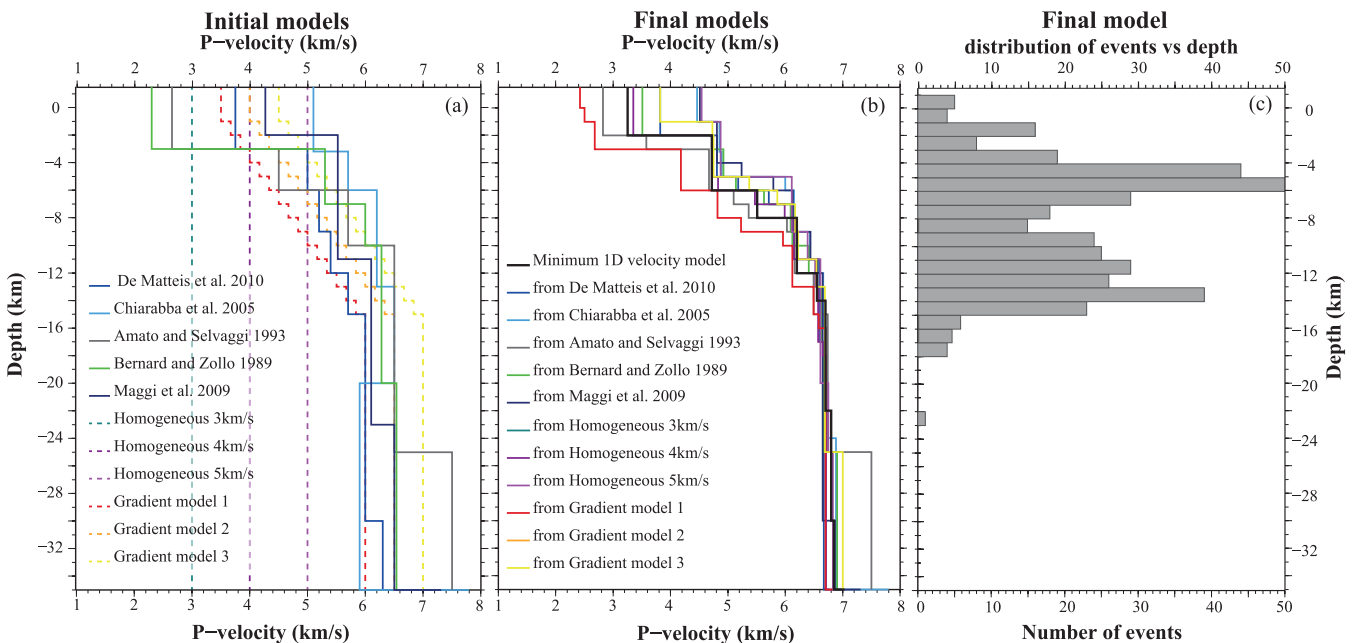 Initial models
P−velocity (km/s)
1 2 3 4 5 6 7 8
(a)
0
−4
−8
−12
−16
−20
−24
−28
−32
Depth (km)
De Matteis et al. 2010
Chiarabba et al. 2005
Amato and Selvaggi 1993
Bernard and Zollo 1989
Maggi et al. 2009
Homogeneous 3km/s
Homogeneous 4km/s
Homogeneous 5km/s
Gradient model 1
Gradient model 2
Gradient model 3
1 2 3 4 5 6 7 8
P−velocity (km/s)
Final models
P−velocity (km/s)
1 2 3 4 5 6 7 8
(b)
Minimum 1D velocity model
from De Matteis et al. 2010
from Chiarabba et al. 2005
from Amato and Selvaggi 1993
from Bernard and Zollo 1989
from Maggi et al. 2009
from Homogeneous 3km/s
from Homogeneous 4km/s
from Homogeneous 5km/s
from Gradient model 1
from Gradient model 2
from Gradient model 3
1 2 3 4 5 6 7 8
P−velocity (km/s)
Final model
distribution of events vs depth
0 10 20 30 40 50
(c)
0
−4
−8
−12
−16
−20
−24
−28
−32
Depth (km)
0 10 20 30 40 50
Number of events